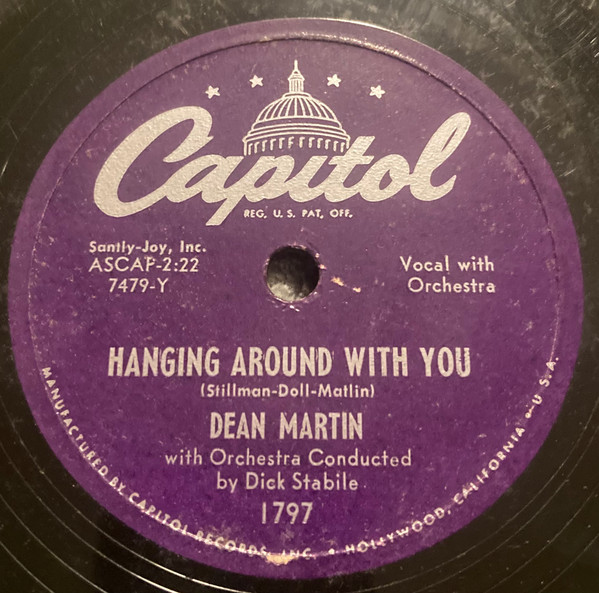 Capitol
REG. U.S. PAT. OFF.
Santly-Joy, Inc.
ASCAP-2:22
7479-Y
Vocal with
Orchestra
HANGING AROUND WITH YOU
(Stillman-Doll-Matlin)
DEAN MARTIN
with Orchestra Conducted
by Dick Stabile
1797
MANUFACTURED BY CAPITOL RECORDS, INC. • HOLLYWOOD, CALIFORNIA • U.S.A.